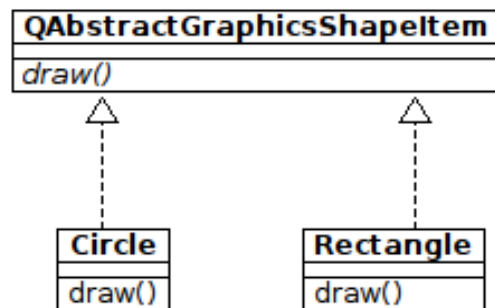 QAbstractGraphicsShapeItem
draw()
Circle
Rectangle
draw()
draw()